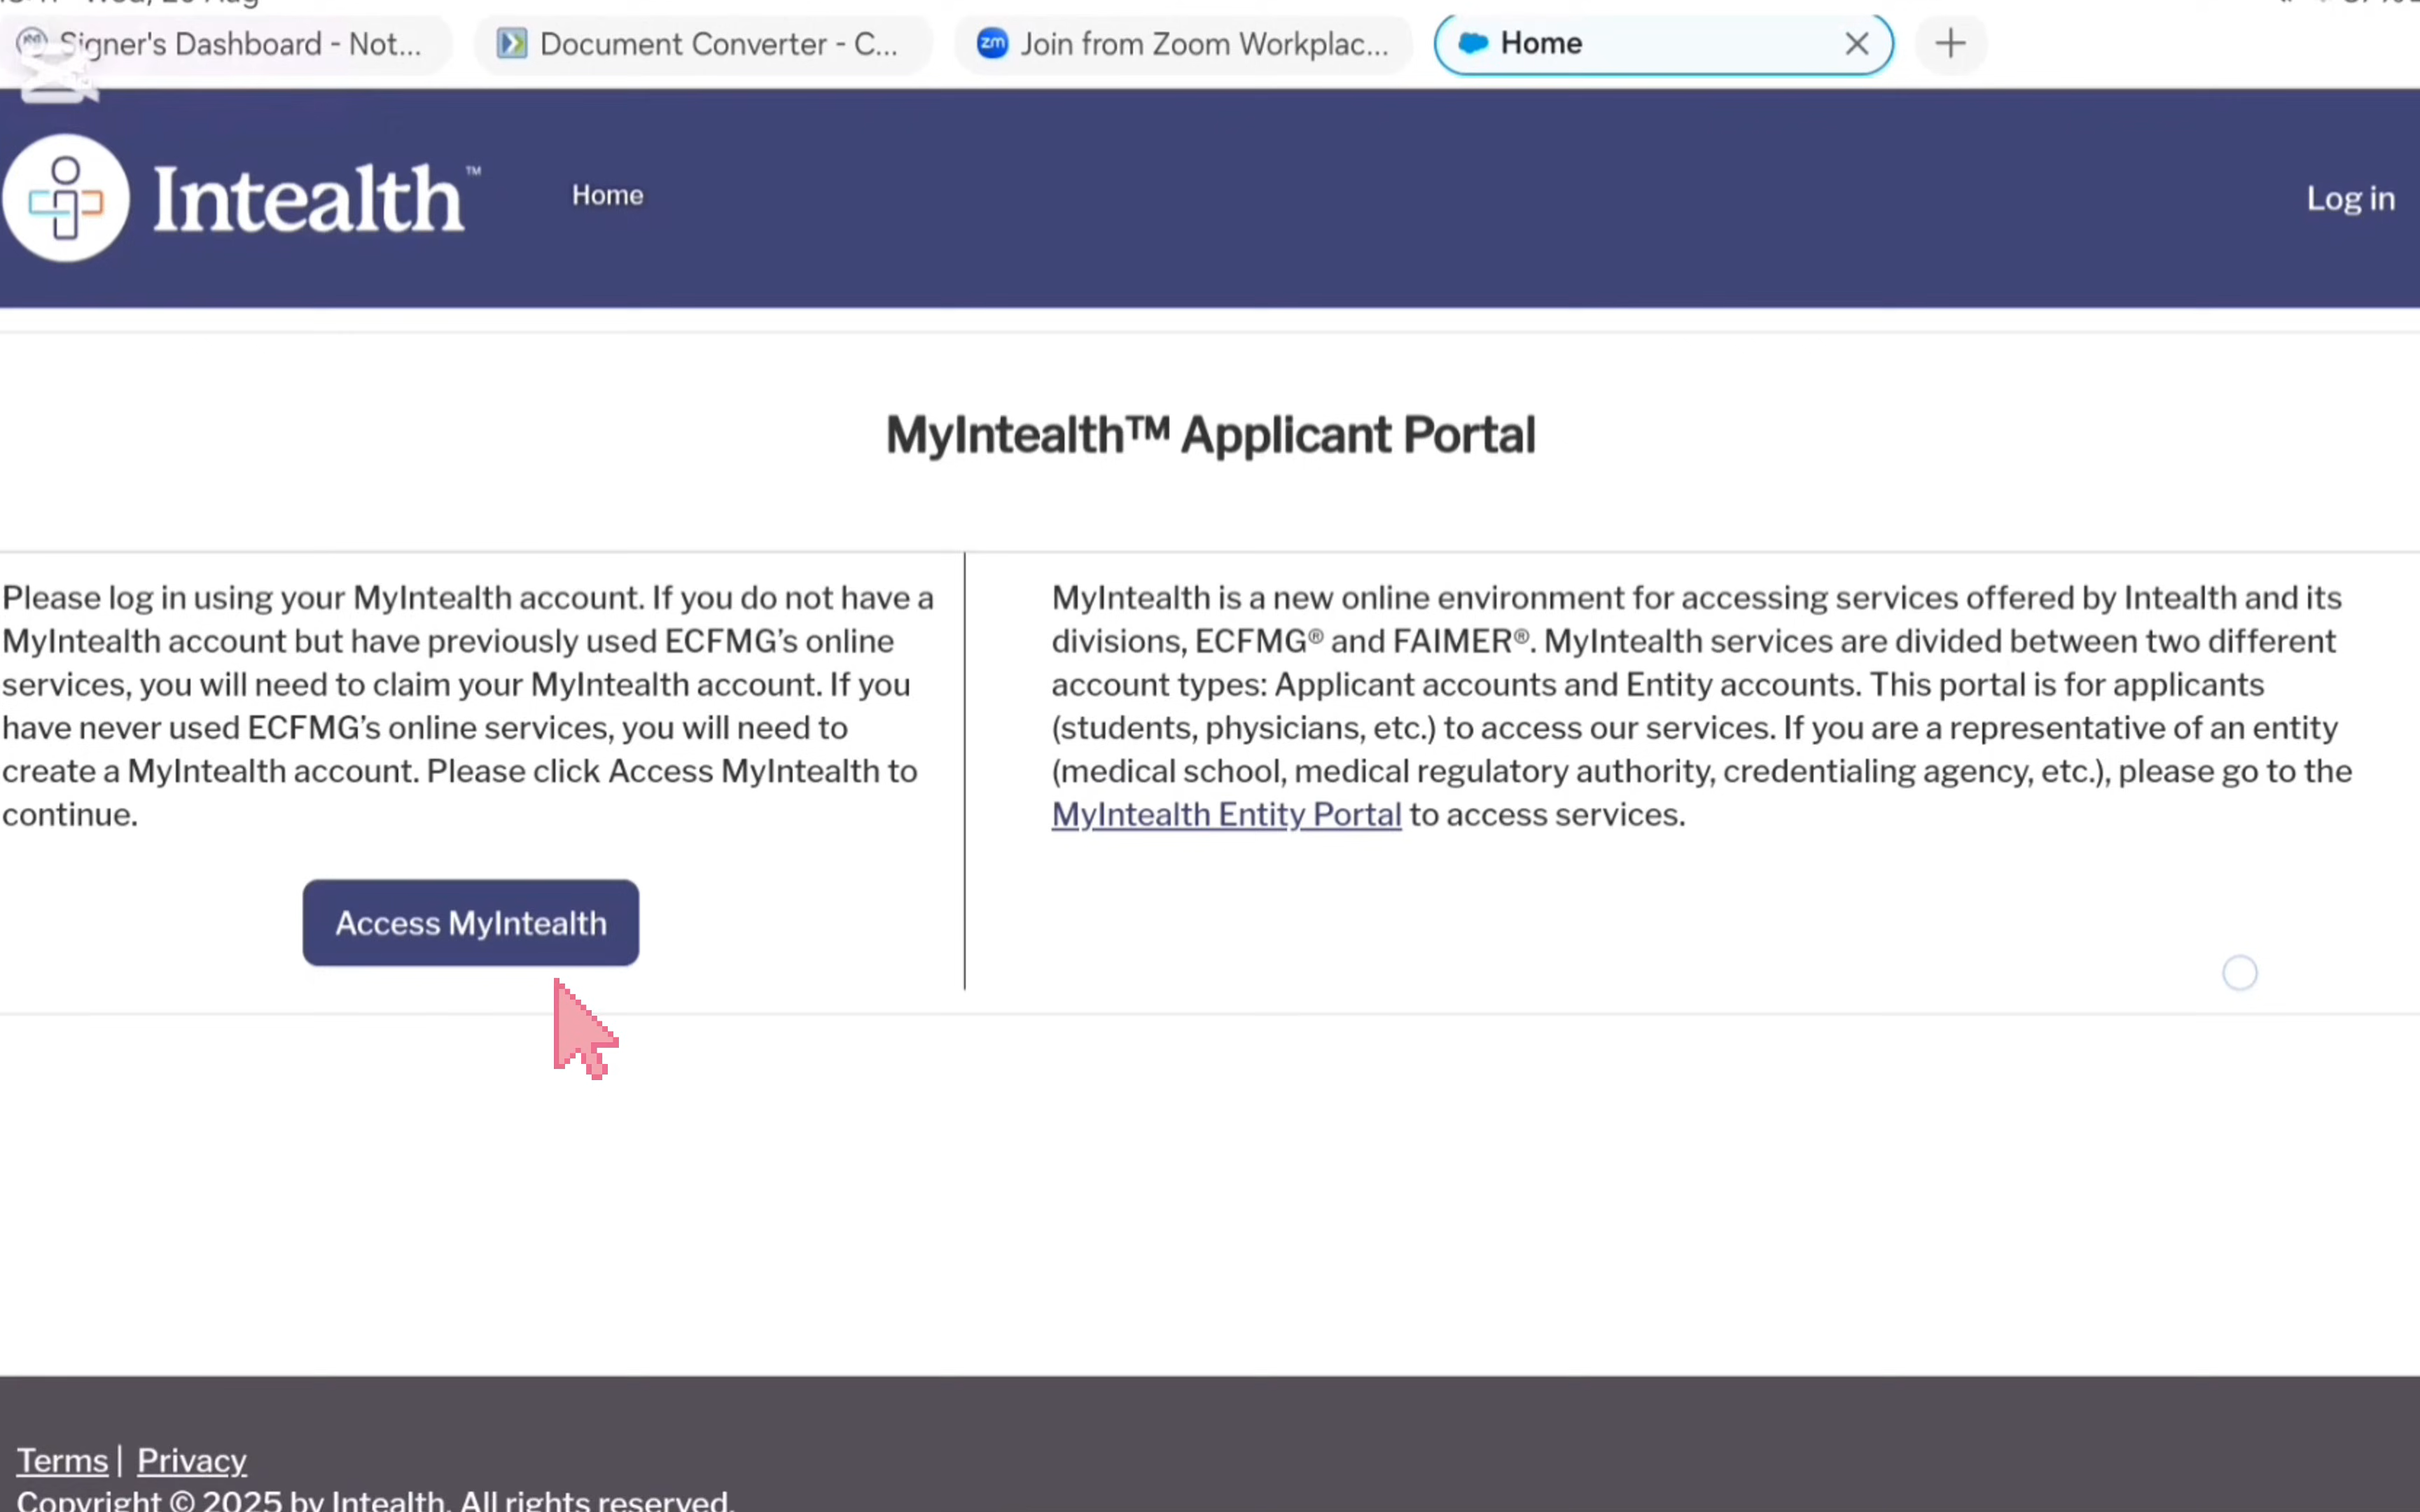 Wed, 20 Aug
Signer's Dashboard - Not...
Document Converter - C...
zm Join from Zoom Workplac...
Home
Intealth™
Home
Log in
MyIntealth™ Applicant Portal
Please log in using your MyIntealth account. If you do not have a
MyIntealth account but have previously used ECFMG’s online
services, you will need to claim your MyIntealth account. If you
have never used ECFMG’s online services, you will need to
create a MyIntealth account. Please click Access MyIntealth to
continue.
Access MyIntealth
MyIntealth is a new online environment for accessing services offered by Intealth and its
divisions, ECFMG® and FAIMER®. MyIntealth services are divided between two different
account types: Applicant accounts and Entity accounts. This portal is for applicants
(students, physicians, etc.) to access our services. If you are a representative of an entity
(medical school, medical regulatory authority, credentialing agency, etc.), please go to the
MyIntealth Entity Portal to access services.
Terms | Privacy
Copyright © 2025 by Intealth. All rights reserved.